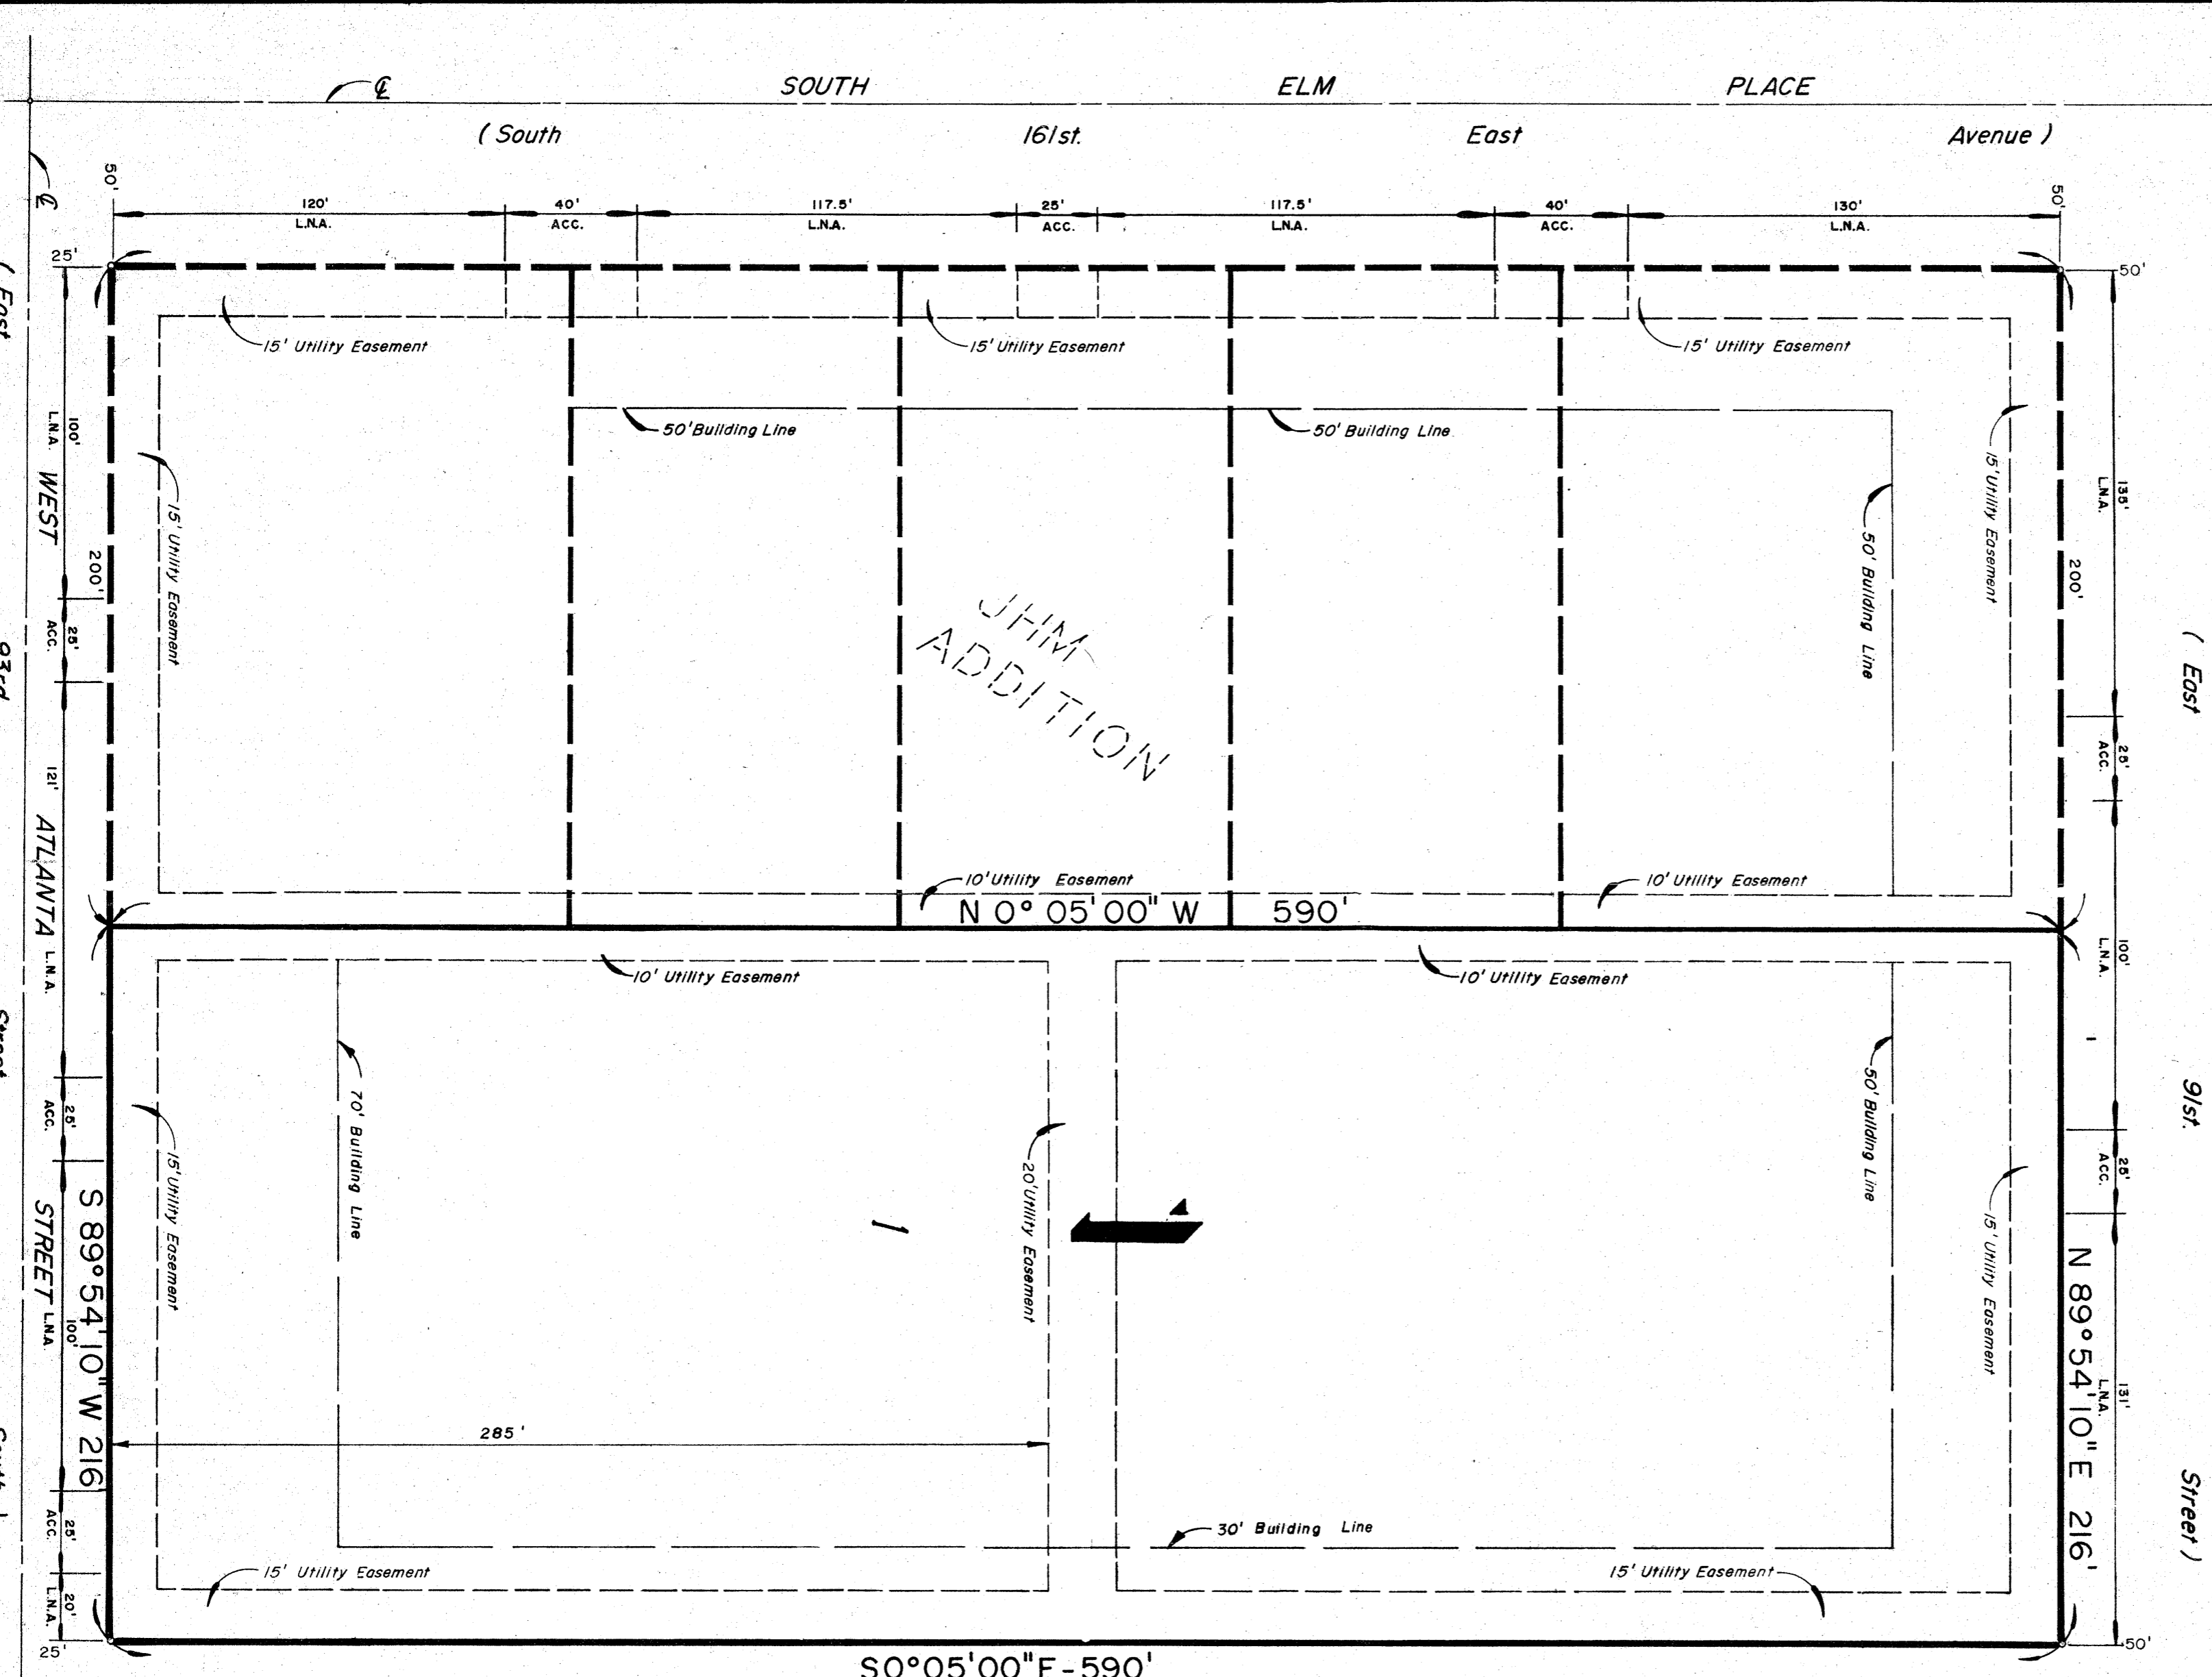 ℄
SOUTH ELM PLACE
( South 161st. East Avenue )
50'
120' 40' 117.5' 25' 117.5' 40' 130'
L.N.A. ACC. L.N.A. ACC. L.N.A. ACC. L.N.A.
50'
℄
25'
50'
15' Utility Easement
15' Utility Easement
15' Utility Easement
50' Building Line
50' Building Line
15' Utility Easement
15' Utility Easement
50' Building Line
200'
200'
JHM
ADDITION
10' Utility Easement
10' Utility Easement
N 0° 05' 00" W 590'
10' Utility Easement
10' Utility Easement
70' Building Line
15' Utility Easement
20' Utility Easement
50' Building Line
15' Utility Easement
1
285'
30' Building Line
15' Utility Easement
15' Utility Easement
25'
50'
S 0° 05' 00" E - 590'
WEST ATLANTA STREET
( East 93rd Street
100'
L.N.A.
25'
ACC.
121'
L.N.A.
25'
ACC.
100'
L.N.A.
25'
ACC.
20'
L.N.A.
S 89° 54' 10" W 216'
135'
L.N.A.
25'
ACC.
100'
L.N.A.
25'
ACC.
131'
L.N.A.
N 89° 54' 10" E 216'
( East 91st. Street )